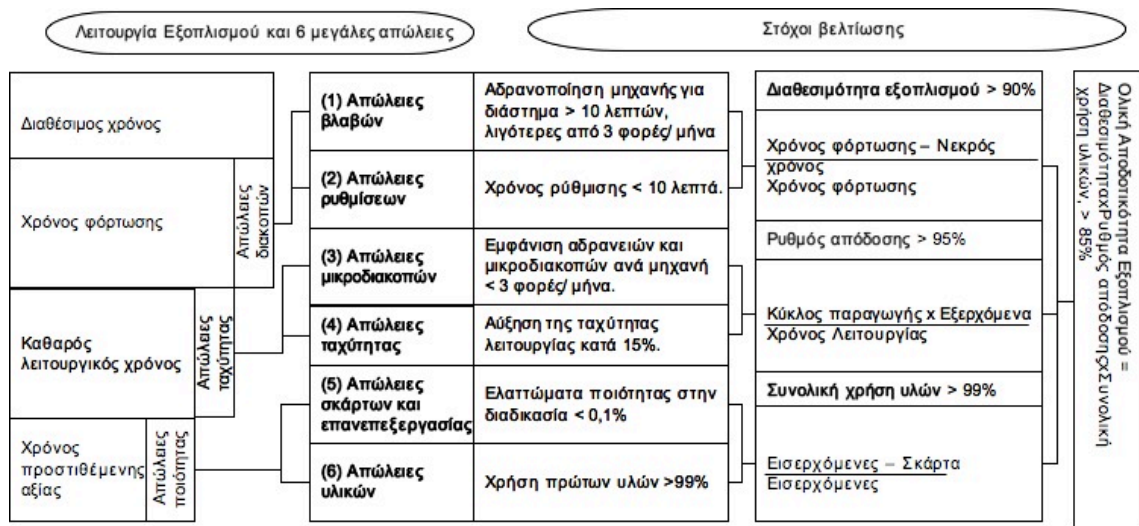 Λειτουργία Εξοπλισμού και 6 μεγάλες απώλειες
Στόχοι βελτίωσης
Διαθέσιμος χρόνος
Χρόνος φόρτωσης
Απώλειες
διακοπών
Καθαρός
λειτουργικός χρόνος
Απώλειες
ταχύτητας
Χρόνος
προστιθέμενης
αξίας
Απώλειες
ποιότητας
(1) Απώλειες
βλαβών
Αδρανοποίηση μηχανής για
διάστημα > 10 λεπτών,
λιγότερες από 3 φορές/ μήνα
(2) Απώλειες
ρυθμίσεων
Χρόνος ρύθμισης < 10 λεπτά.
(3) Απώλειες
μικροδιακοπών
Εμφάνιση αδρανειών και
μικροδιακοπών ανά μηχανή
< 3 φορές/ μήνα.
(4) Απώλειες
ταχύτητας
Αύξηση της ταχύτητας
λειτουργίας κατά 15%.
(5) Απώλειες
σκάρτων και
επανεπεξεργασίας
Ελαττώματα ποιότητας στην
διαδικασία < 0,1%
(6) Απώλειες
υλικών
Χρήση πρώτων υλών >99%
Διαθεσιμότητα εξοπλισμού > 90%
Χρόνος φόρτωσης – Νεκρός
χρόνος
Χρόνος φόρτωσης
Ρυθμός απόδοσης > 95%
Κύκλος παραγωγής x Εξερχόμενα
Χρόνος Λειτουργίας
Συνολική χρήση υλών > 99%
Εισερχόμενες – Σκάρτα
Εισερχόμενες
Ολική Αποδοτικότητα Εξοπλισμού =
ΔιαθεσιμότηταxΡυθμός απόδοσηςxΣυνολική
χρήση υλικών, > 85%